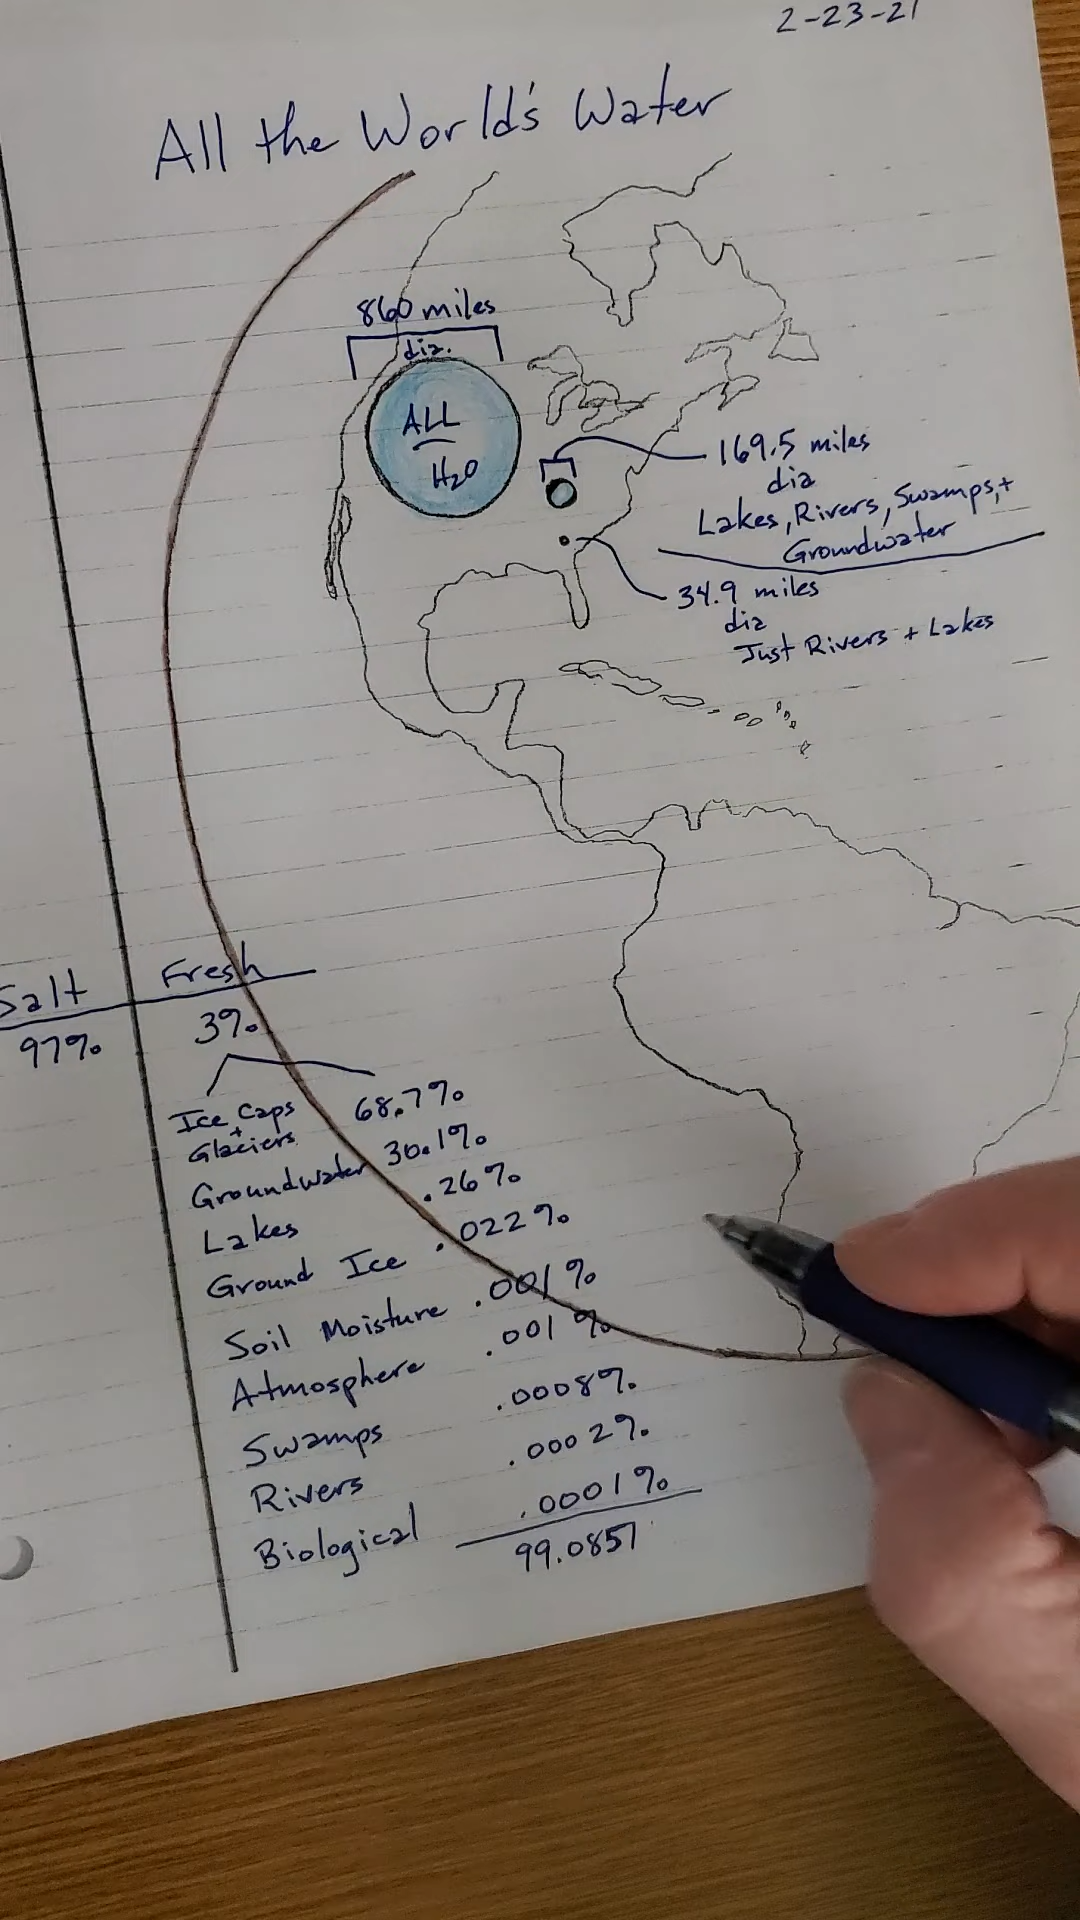 2-23-21
All the World's Water
860 miles
dia.
ALL
H2O
169.5 miles
dia
Lakes, Rivers, Swamps, +
Groundwater
34.9 miles
dia
Just Rivers + Lakes
Salt Fresh
97% 3%
Ice Caps 68.7%
+
Glaciers
Groundwater 30.1%
Lakes .26%
Ground Ice .022%
Soil Moisture .001%
Atmosphere .001%
Swamps .0008%
Rivers .0002%
Biological .0001%
99.0851